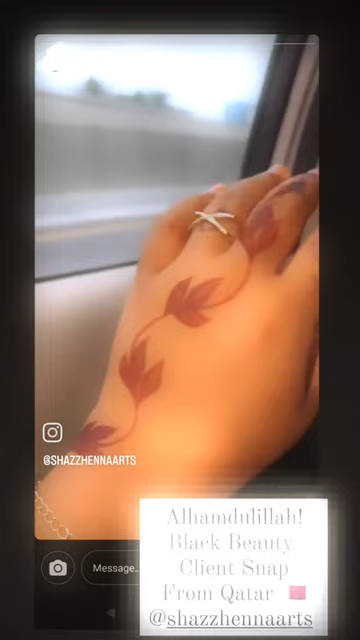 @SHAZZHENNAARTS
Message..
Alhamdulillah!
Black Beauty
Client Snap
From Qatar
@shazzhennaarts